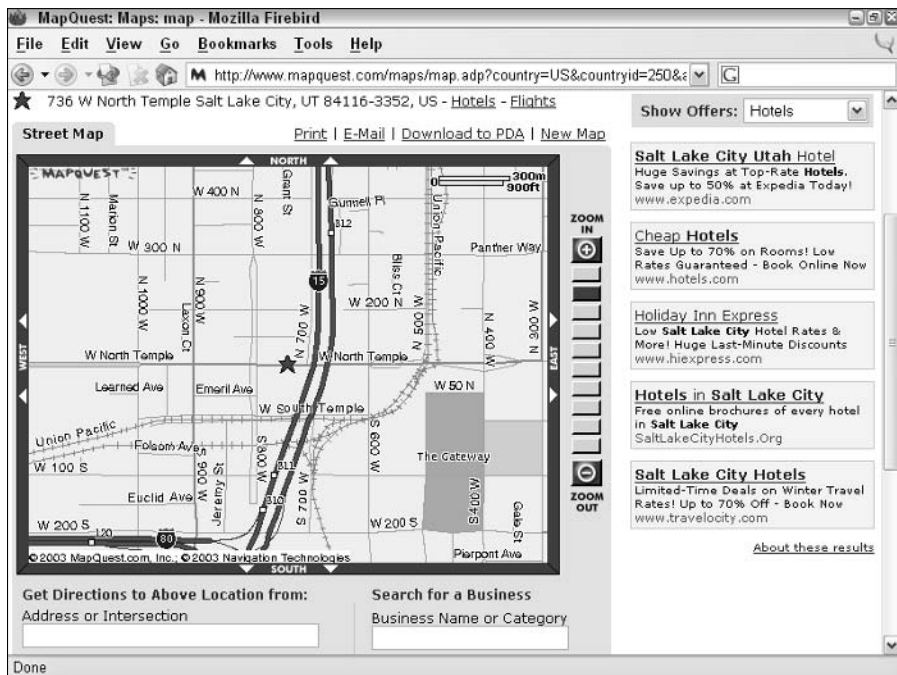 MapQuest: Maps: map - Mozilla Firebird
File Edit View Go Bookmarks Tools Help
http://www.mapquest.com/maps/map.adp?country=US&countryid=250&
G
736 W North Temple Salt Lake City, UT 84116-3352, US - Hotels - Flights
Show Offers: Hotels
Street Map
Print | E-Mail | Download to PDA | New Map
NORTH
MAPQUEST
300m
900ft
0
W 400 N
N 1100 W
Marion St
N 800 W
Grant St
Sunnell Pl
312
Union Pacific
W 300 N
Panther Way
N 1000 W
N 900 W
Laxon Ct
15
Bliss Ct
W 200 N
N 700 W
N 500 W
N 400 W
N 300 W
WEST
EAST
W North Temple
W North Temple
Learned Ave
Emeril Ave
W 50 N
W South Temple
Union Pacific
Folsom Ave
S 800 W
S 600 W
The Gateway
W 100 S
S 900 W
Jeremy St
311
S 700 W
S 400 W
Euclid Ave
310
Gale St
W 200 S
120
80
W 200 S
Pierpont Ave
© 2003 MapQuest.com, Inc.; © 2003 Navigation Technologies
SOUTH
ZOOM
IN
ZOOM
OUT
Salt Lake City Utah Hotel
Huge Savings at Top-Rate Hotels.
Save up to 50% at Expedia Today!
www.expedia.com
Cheap Hotels
Save Up to 70% on Rooms! Low
Rates Guaranteed - Book Online Now
www.hotels.com
Holiday Inn Express
Low Salt Lake City Hotel Rates &
More! Huge Last-Minute Discounts
www.hiexpress.com
Hotels in Salt Lake City
Free online brochures of every hotel
in Salt Lake City
SaltLakeCityHotels.Org
Salt Lake City Hotels
Limited-Time Deals on Winter Travel
Rates! Up to 70% Off - Book Now
www.travelocity.com
About these results
Get Directions to Above Location from:
Address or Intersection
Search for a Business
Business Name or Category
Done